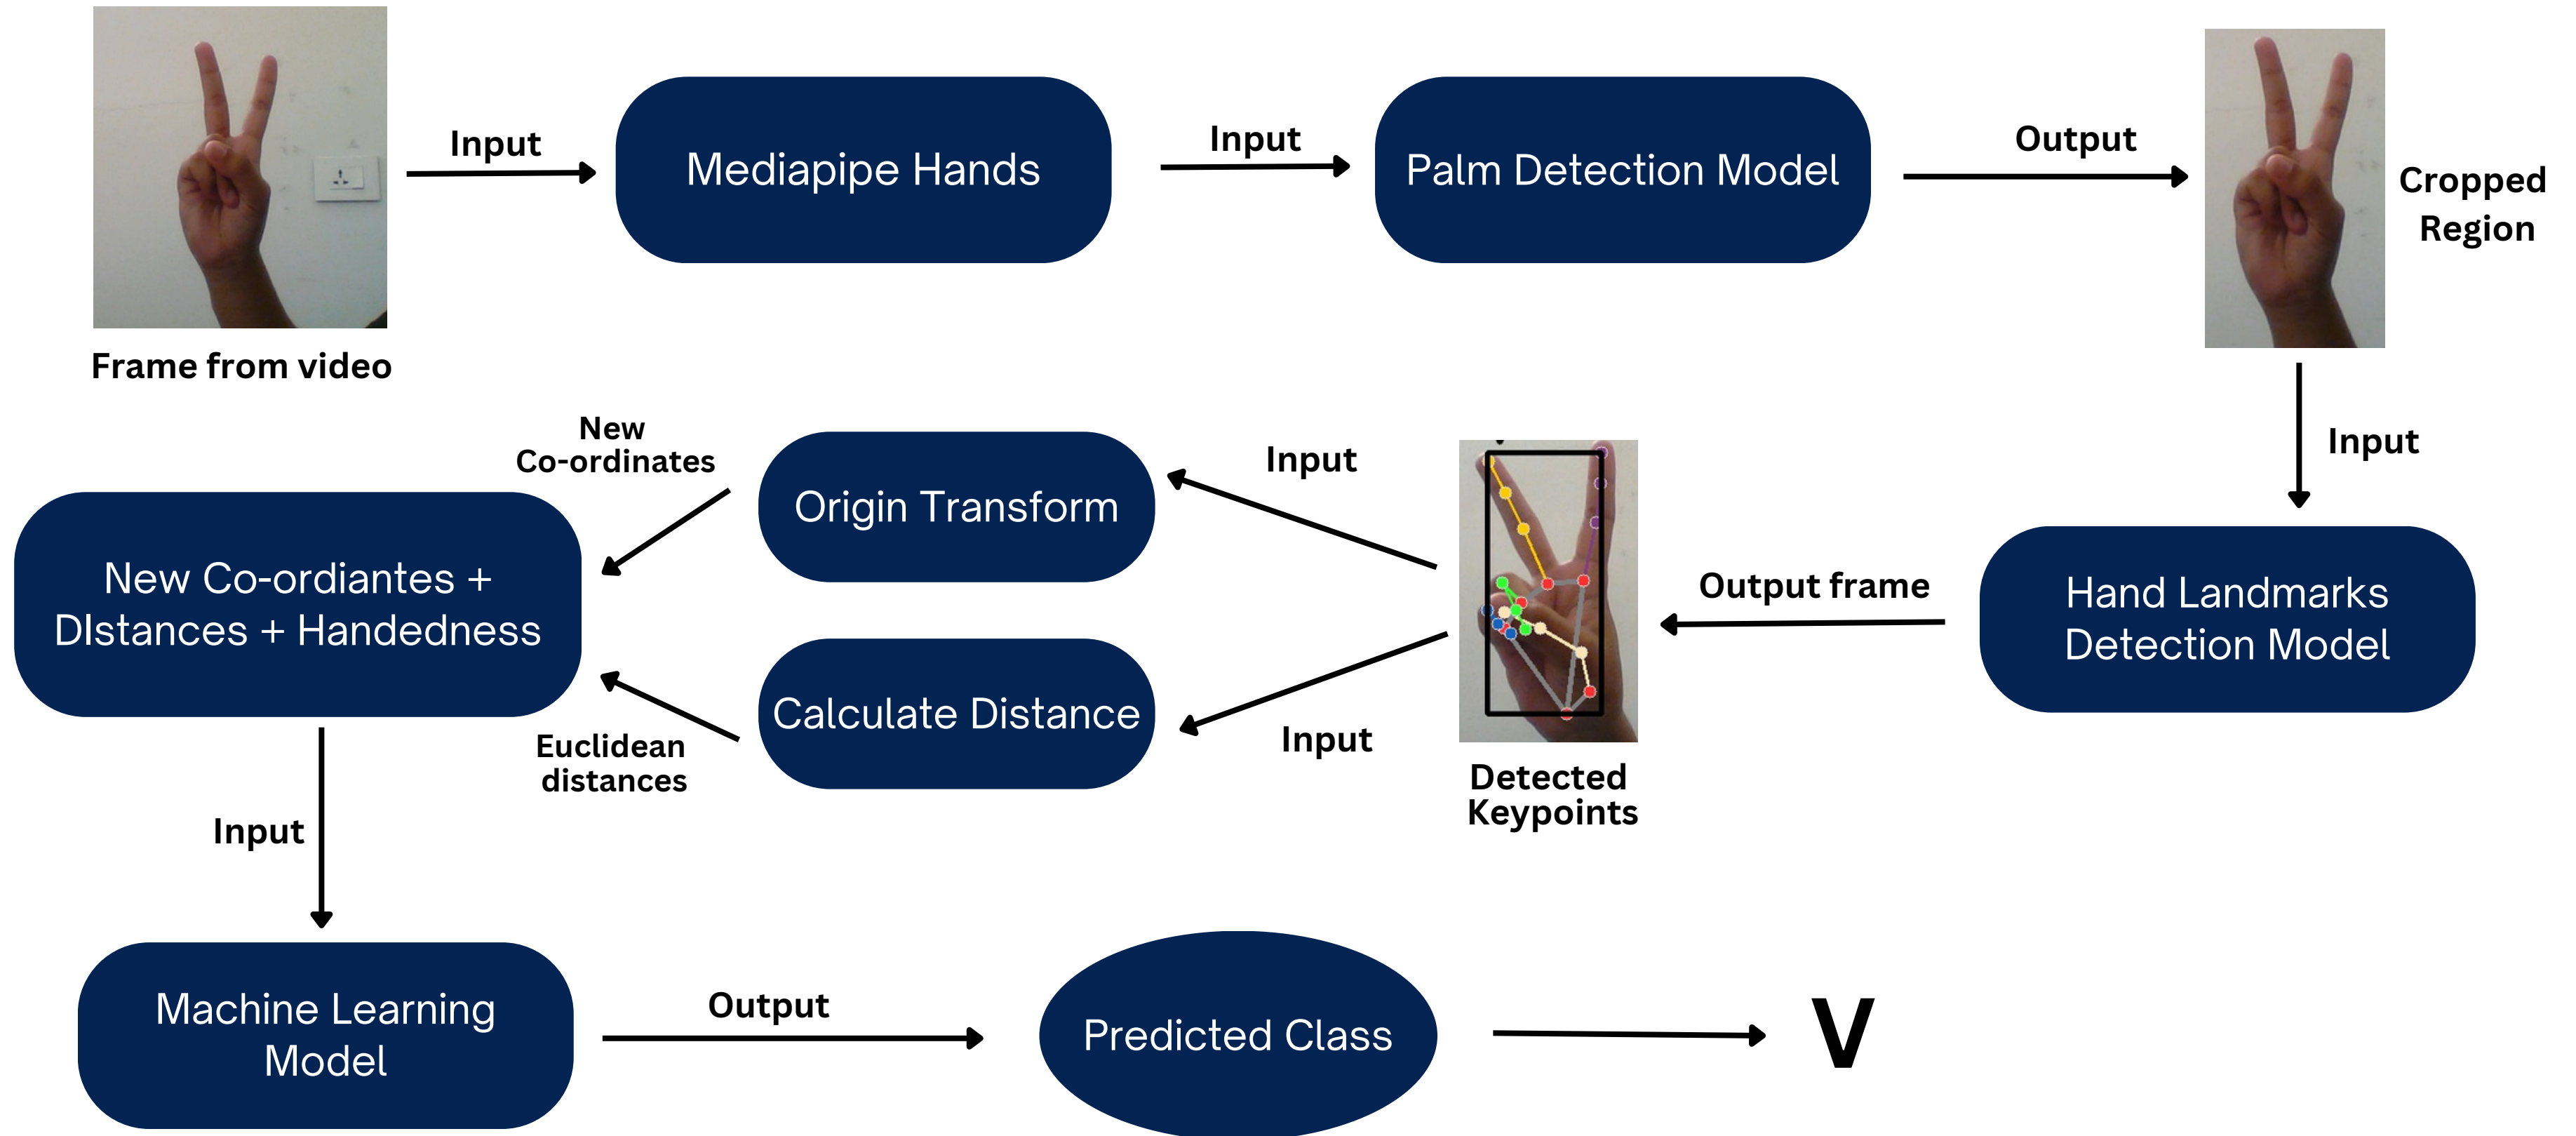 Input
Mediapipe Hands
Input
Palm Detection Model
Output
Cropped
Region
Frame from video
Input
New
Co-ordinates
Origin Transform
Input
New Co-ordiantes +
DIstances + Handedness
Output frame
Hand Landmarks
Detection Model
Calculate Distance
Input
Euclidean
distances
Detected
Keypoints
Input
Machine Learning
Model
Output
Predicted Class
V